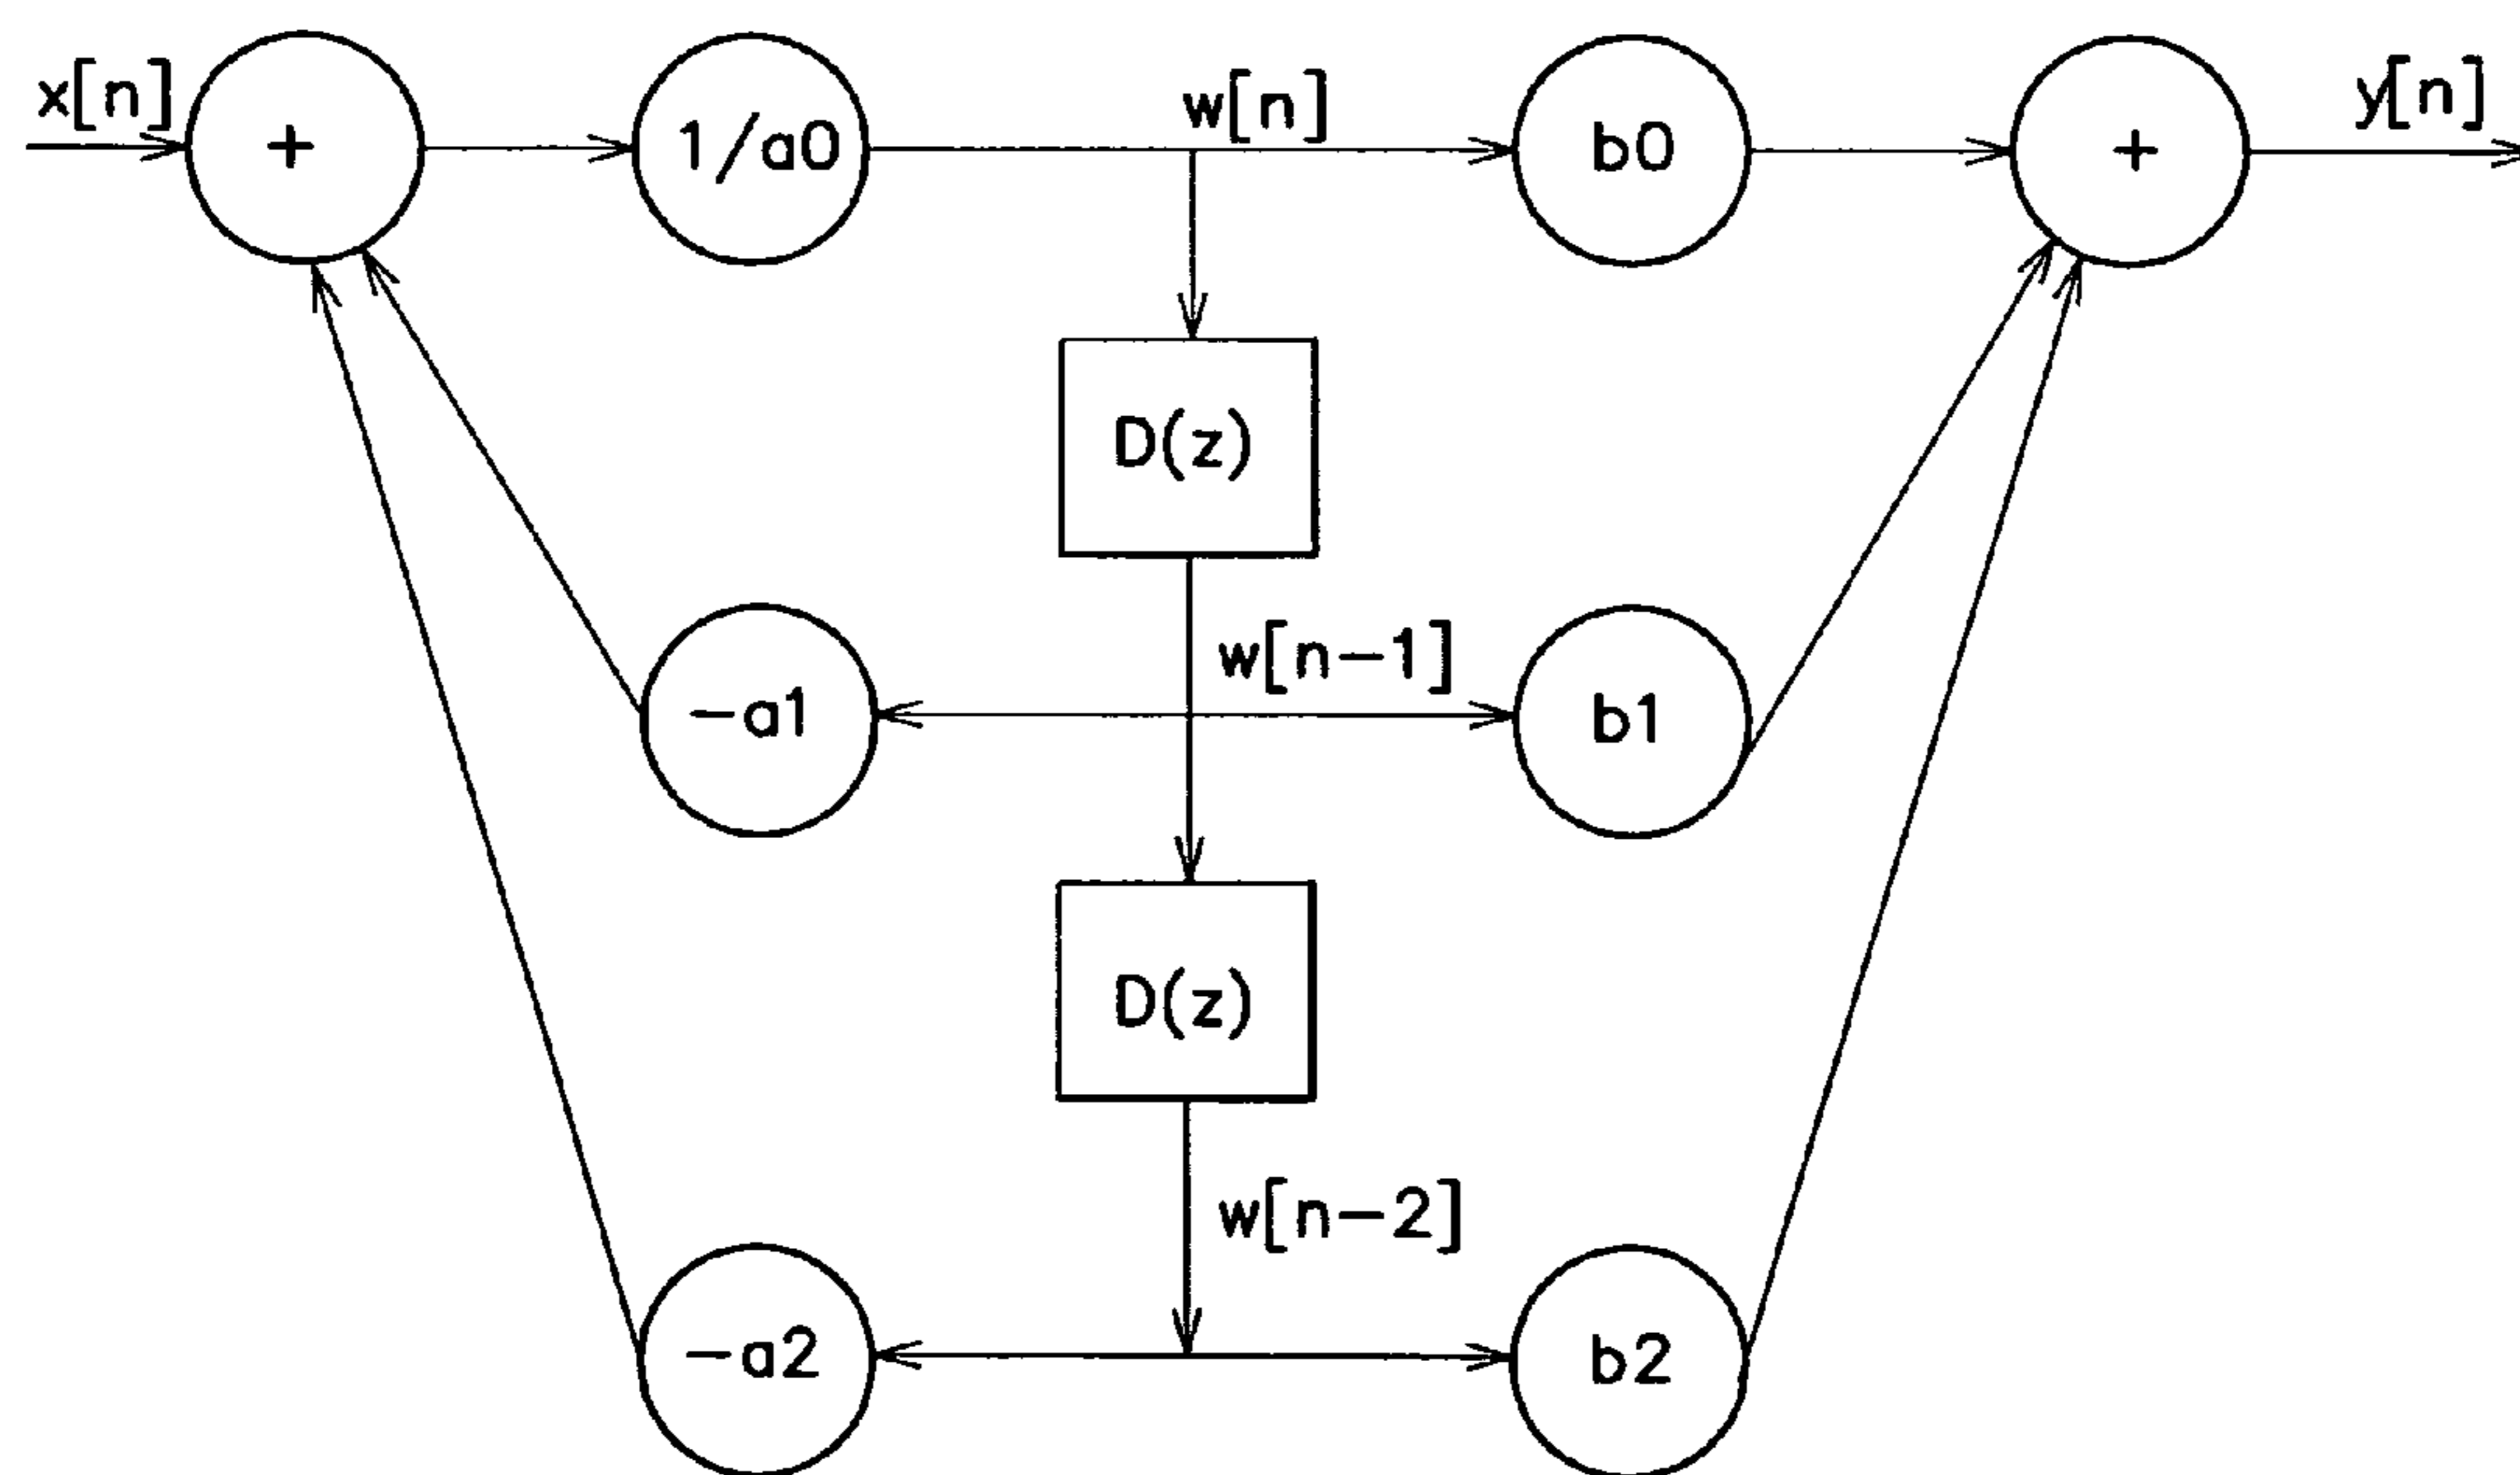 x[n]
+
1/a0
w[n]
b0
+
y[n]
D(z)
w[n-1]
-a1
b1
D(z)
w[n-2]
-a2
b2